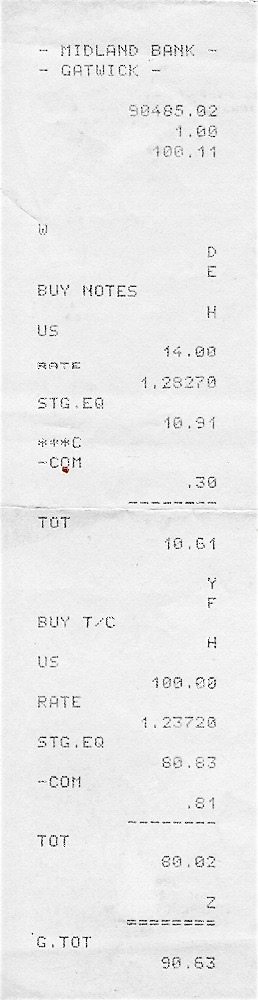 - MIDLAND BANK -
- GATWICK -
90485.02
1.00
100.11
W
D
E
BUY NOTES
H
US
14.00
RATE
1.28270
STG.EQ
10.91
***C
-COM
.30
--------
TOT
10.61
Y
F
BUY T/C
H
US
100.00
RATE
1.23720
STG.EQ
80.83
-COM
.81
--------
TOT
80.02
Z
========
G.TOT
90.63